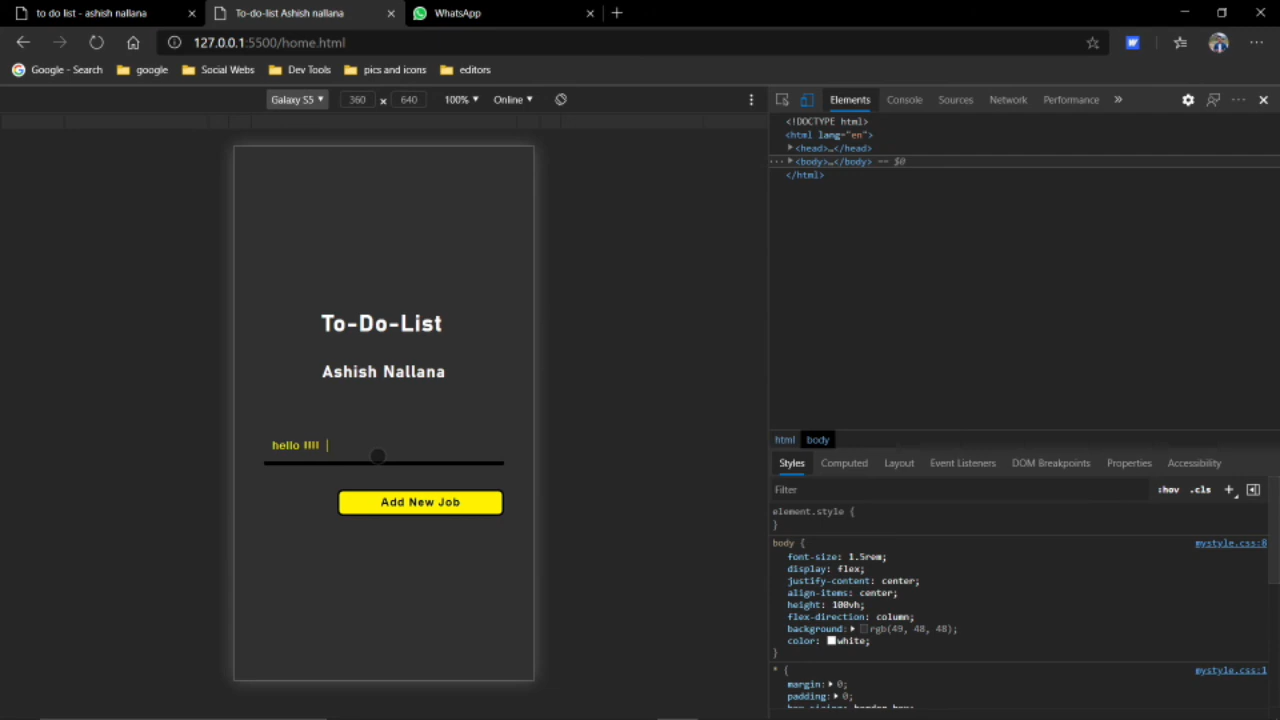 to do list - ashish nallana
To-do-list Ashish nallana
WhatsApp
127.0.0.1:5500/home.html
Google - Search
google
Social Webs
Dev Tools
pics and icons
editors
Galaxy S5 ▾ 360 x 640 100% ▾ Online ▾
Elements Console Sources Network Performance »
<!DOCTYPE html>
<html lang="en">
<head>…</head>
<body>…</body> == $0
</html>
To-Do-List
Ashish Nallana
hello !!!!
Add New Job
html body
Styles Computed Layout Event Listeners DOM Breakpoints Properties Accessibility
Filter :hov .cls +
element.style {
}
body { mystyle.css:8
font-size: 1.5rem;
display: flex;
justify-content: center;
align-items: center;
height: 100vh;
flex-direction: column;
background: rgb(49, 48, 48);
color: white;
}
* { mystyle.css:1
margin: 0;
padding: 0;
box-sizing: border-box;